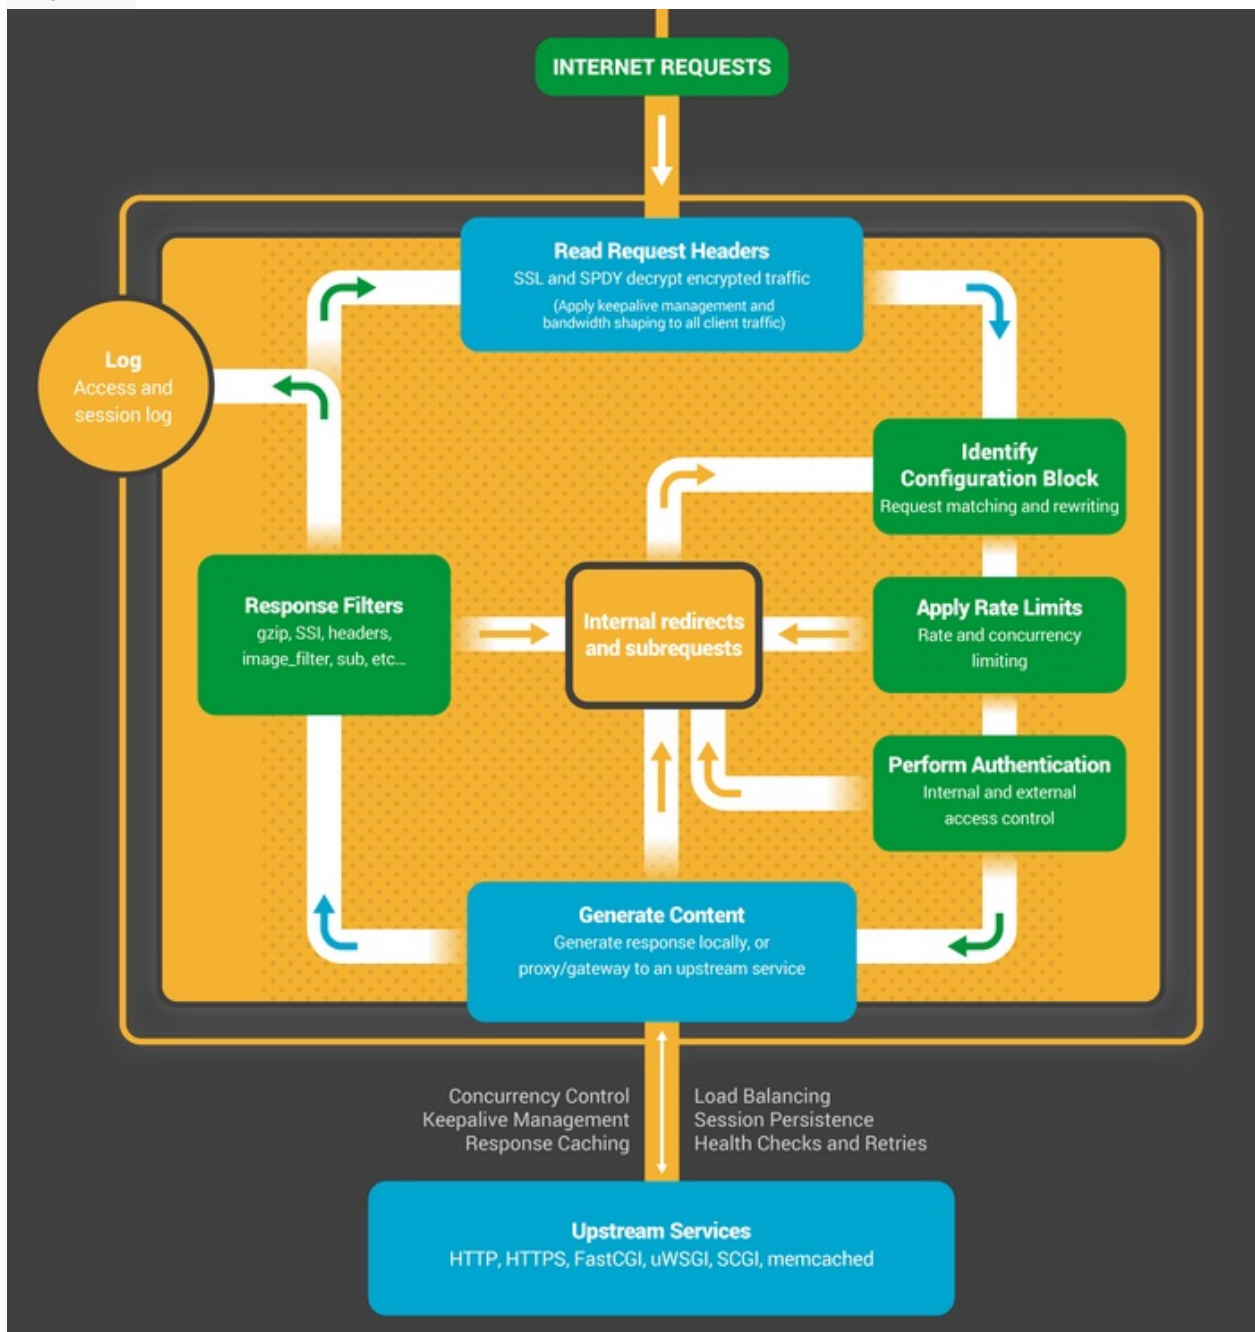 INTERNET REQUESTS
Read Request Headers
SSL and SPDY decrypt encrypted traffic
(Apply keepalive management and
bandwidth shaping to all client traffic)
Log
Access and
session log
Identify
Configuration Block
Request matching and rewriting
Response Filters
gzip, SSI, headers,
image_filter, sub, etc...
Internal redirects
and subrequests
Apply Rate Limits
Rate and concurrency
limiting
Perform Authentication
Internal and external
access control
Generate Content
Generate response locally, or
proxy/gateway to an upstream service
Concurrency Control
Keepalive Management
Response Caching
Load Balancing
Session Persistence
Health Checks and Retries
Upstream Services
HTTP, HTTPS, FastCGI, uWSGI, SCGI, memcached